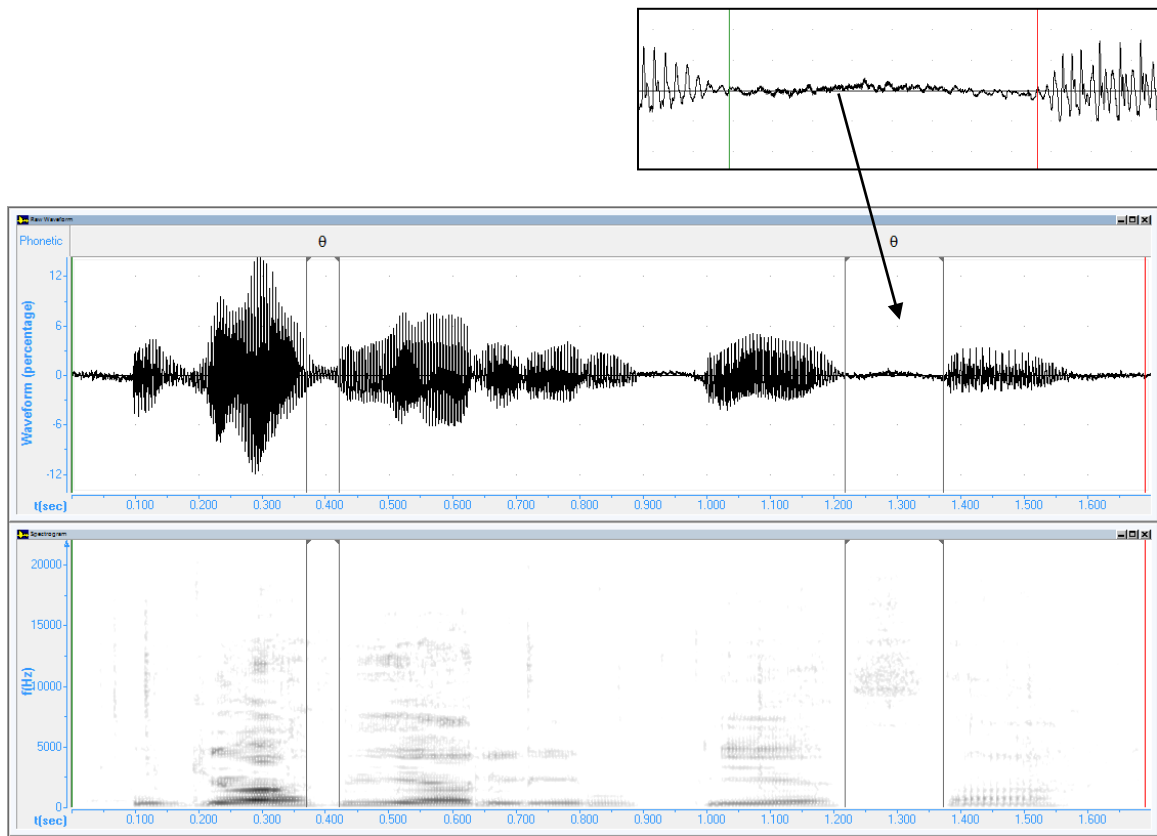 Raw Waveform
Phonetic θ θ
Waveform (percentage)
12
6
0
-6
-12
t(sec) 0.100 0.200 0.300 0.400 0.500 0.600 0.700 0.800 0.900 1.000 1.100 1.200 1.300 1.400 1.500 1.600
Spectrogram
f(Hz)
20000
15000
10000
5000
0
t(sec) 0.100 0.200 0.300 0.400 0.500 0.600 0.700 0.800 0.900 1.000 1.100 1.200 1.300 1.400 1.500 1.600